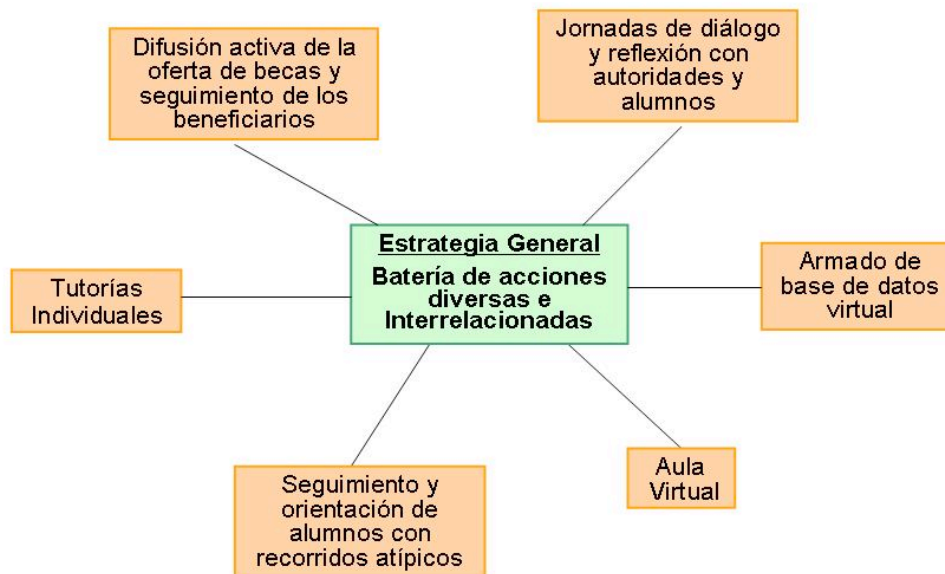 Difusión activa de la
oferta de becas y
seguimiento de los
beneficiarios
Jornadas de diálogo
y reflexión con
autoridades y
alumnos
Estrategia General
Batería de acciones
diversas e
Interrelacionadas
Tutorías
Individuales
Armado de
base de datos
virtual
Seguimiento y
orientación de
alumnos con
recorridos atípicos
Aula
Virtual